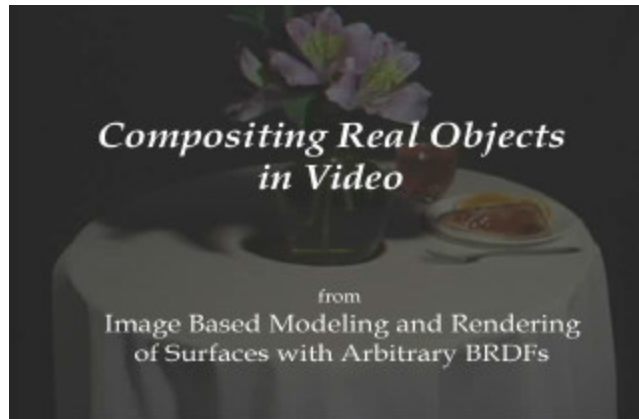 Compositing Real Objects
in Video
from
Image Based Modeling and Rendering
of Surfaces with Arbitrary BRDFs